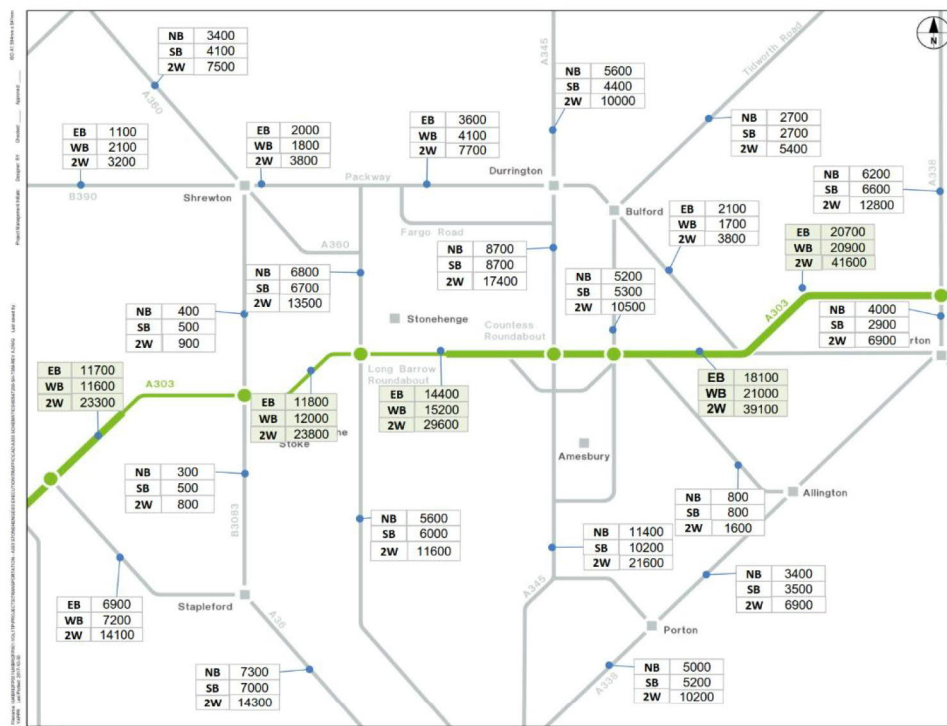 NB 3400
SB 4100
2W 7500
A360
A345
NB 5600
SB 4400
2W 10000
Tidworth Road
N
EB 1100
WB 2100
2W 3200
B390
EB 2000
WB 1800
2W 3800
Shrewton
Packway
EB 3600
WB 4100
2W 7700
Durrington
NB 2700
SB 2700
2W 5400
A338
NB 6200
SB 6600
2W 12800
Bulford
Fargo Road
A360
EB 2100
WB 1700
2W 3800
EB 20700
WB 20900
2W 41600
NB 6800
SB 6700
2W 13500
NB 8700
SB 8700
2W 17400
NB 5200
SB 5300
2W 10500
NB 400
SB 500
2W 900
Stonehenge
Countess
Roundabout
A303
NB 4000
SB 2900
2W 6900
rton
Long Barrow
Roundabout
EB 11700
WB 11600
2W 23300
A303
EB 11800
WB 12000
2W 23800
Stoke
ne
EB 14400
WB 15200
2W 29600
EB 18100
WB 21000
2W 39100
Amesbury
NB 300
SB 500
2W 800
B3083
NB 800
SB 800
2W 1600
Allington
NB 5600
SB 6000
2W 11600
NB 11400
SB 10200
2W 21600
A345
NB 3400
SB 3500
2W 6900
EB 6900
WB 7200
2W 14100
Stapleford
A36
Porton
NB 7300
SB 7000
2W 14300
A338
NB 5000
SB 5200
2W 10200